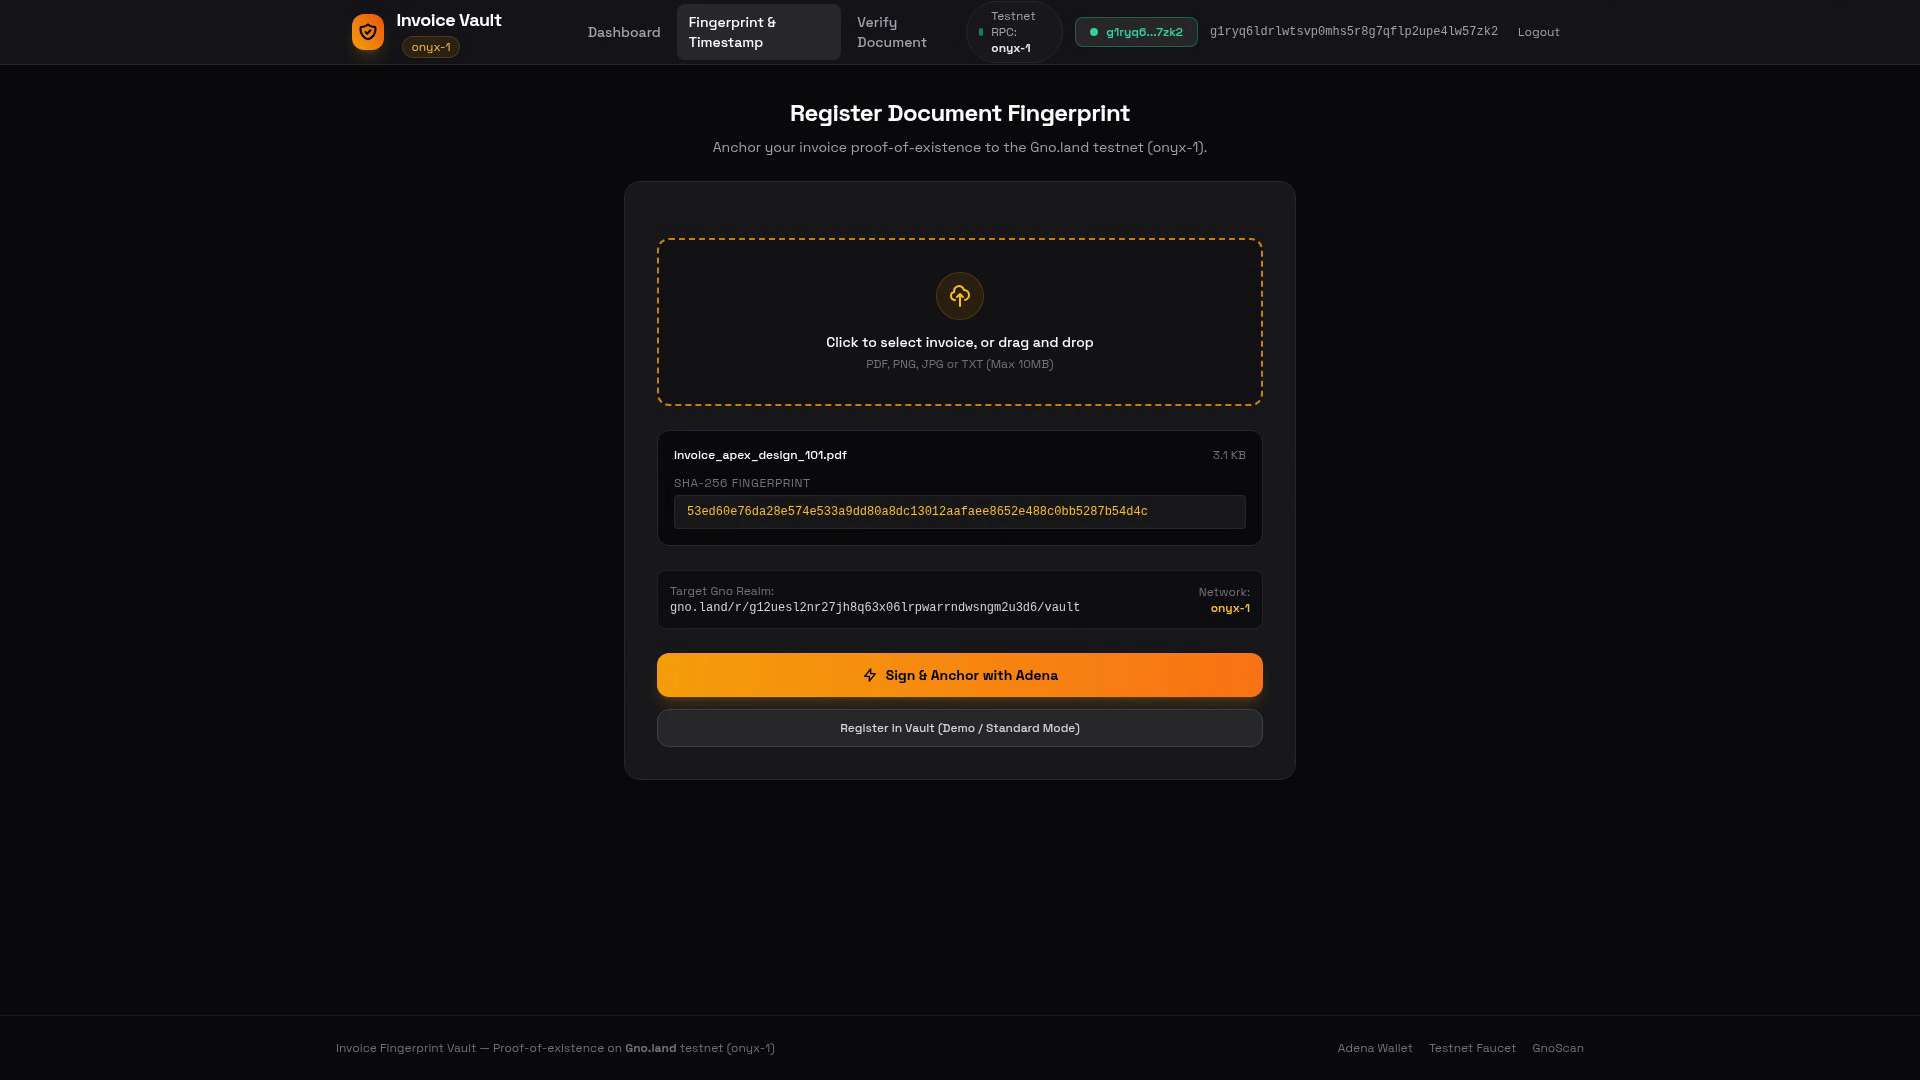 Invoice Vault
onyx-1
Dashboard
Fingerprint &
Timestamp
Verify
Document
Testnet
RPC:
onyx-1
g1ryq6...7zk2
g1ryq6ldrlwtsvp0mhs5r8g7qflp2upe4lw57zk2
Logout
Register Document Fingerprint
Anchor your invoice proof-of-existence to the Gno.land testnet (onyx-1).
Click to select invoice, or drag and drop
PDF, PNG, JPG or TXT (Max 10MB)
invoice_apex_design_101.pdf
3.1 KB
SHA-256 FINGERPRINT
53ed60e76da28e574e533a9dd80a8dc13012aafaee8652e488c0bb5287b54d4c
Target Gno Realm:
gno.land/r/g12uesl2nr27jh8q63x06lrpwarrndwsngm2u3d6/vault
Network:
onyx-1
Sign & Anchor with Adena
Register in Vault (Demo / Standard Mode)
Invoice Fingerprint Vault — Proof-of-existence on Gno.land testnet (onyx-1)
Adena Wallet
Testnet Faucet
GnoScan